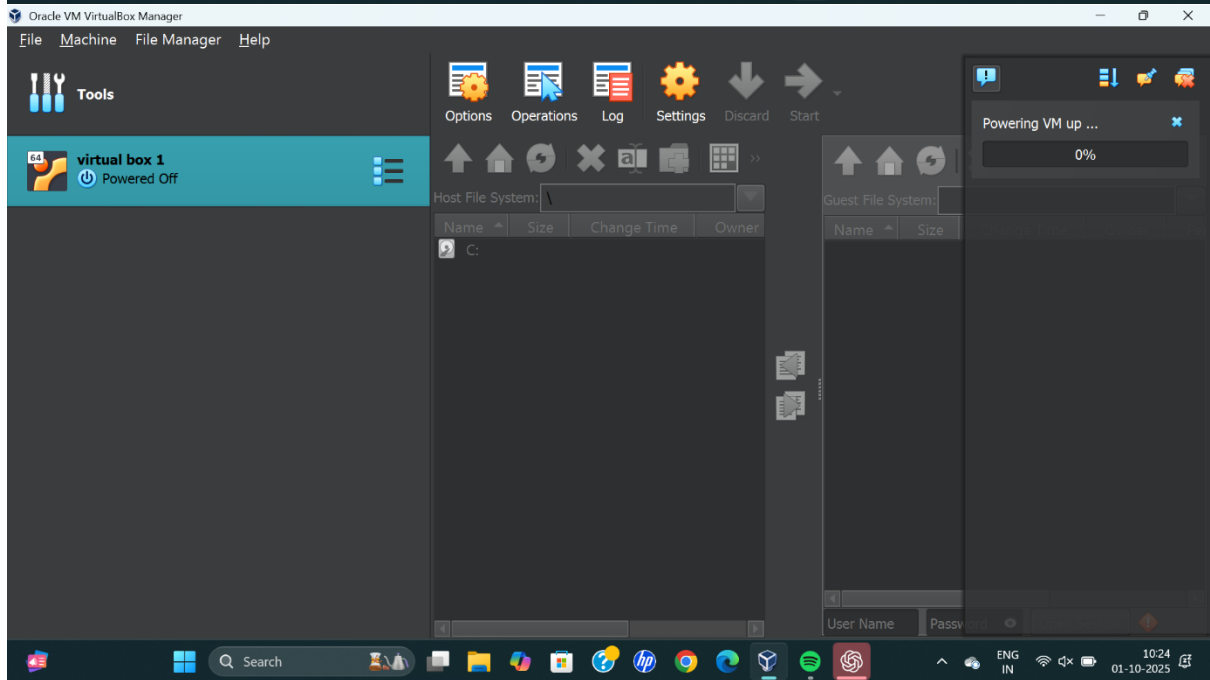 Oracle VM VirtualBox Manager
File Machine File Manager Help
Tools
Options Operations Log Settings Discard Start
Powering VM up ...
0%
64
virtual box 1
Powered Off
Host File System: \
Guest File System:
Name Size Change Time Owner
Name Size
C:
User Name
Password
Search
ENG
IN
10:24
01-10-2025